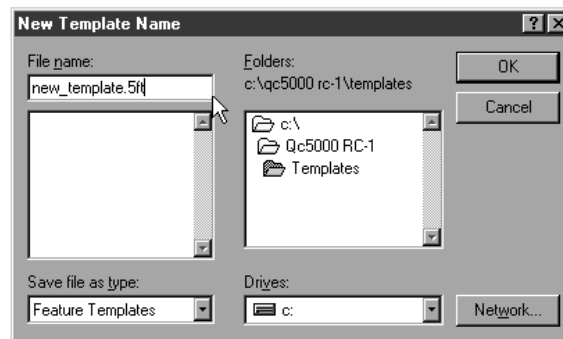 New Template Name
File name:
new_template.5ft
Folders:
c:\qc5000 rc-1\templates
c:\
Qc5000 RC-1
Templates
OK
Cancel
Save file as type:
Feature Templates
Drives:
c:
Network...